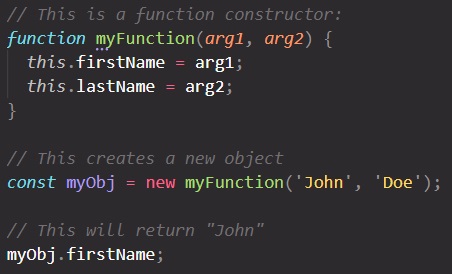 // This is a function constructor:
function myFunction(arg1, arg2) {
  this.firstName = arg1;
  this.lastName = arg2;
}

// This creates a new object
const myObj = new myFunction('John', 'Doe');

// This will return "John"
myObj.firstName;